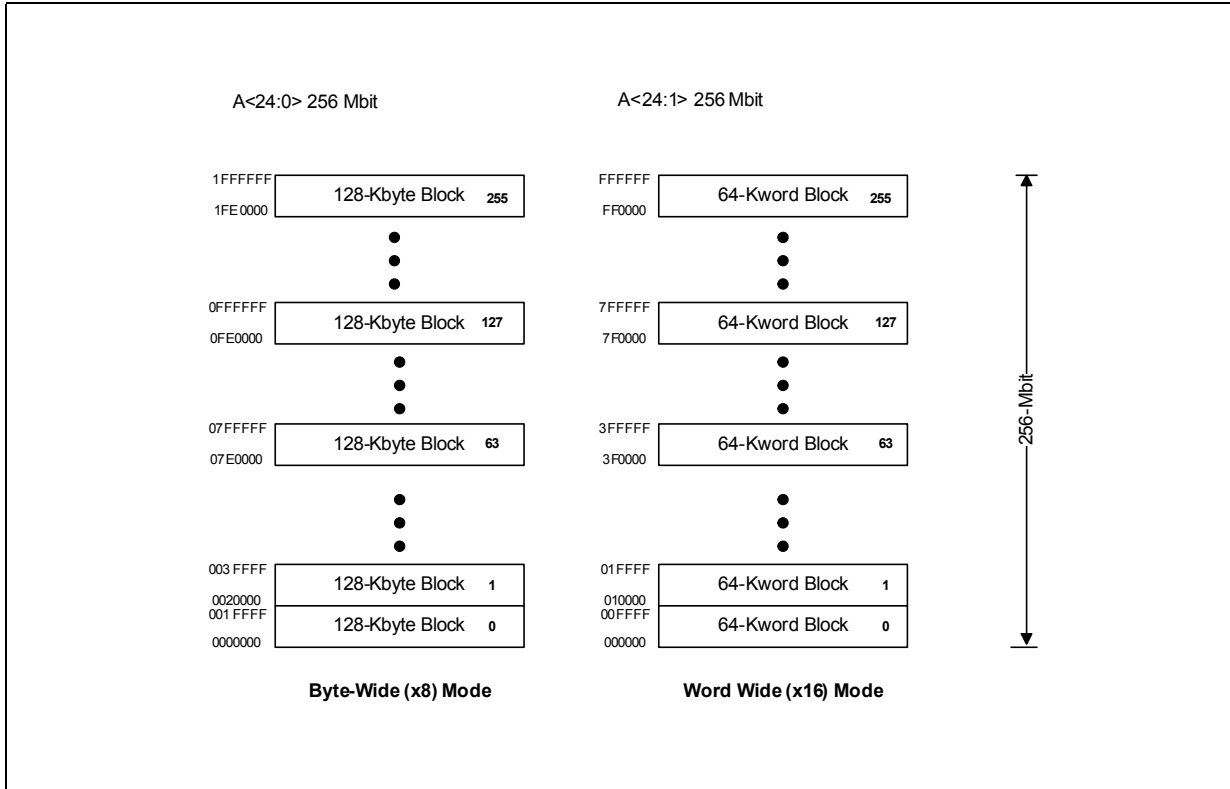 A<24:0> 256 Mbit
A<24:1> 256 Mbit
1FFFFFF
128-Kbyte Block 255
1FE0000
FFFFFF
64-Kword Block 255
FF0000
0FFFFFF
128-Kbyte Block 127
0FE0000
7FFFFF
64-Kword Block 127
7F0000
07FFFFF
128-Kbyte Block 63
07E0000
3FFFFF
64-Kword Block 63
3F0000
003FFFF
128-Kbyte Block 1
0020000
001FFFF
128-Kbyte Block 0
0000000
01FFFF
64-Kword Block 1
010000
00FFFF
64-Kword Block 0
000000
256-Mbit
Byte-Wide (x8) Mode
Word Wide (x16) Mode